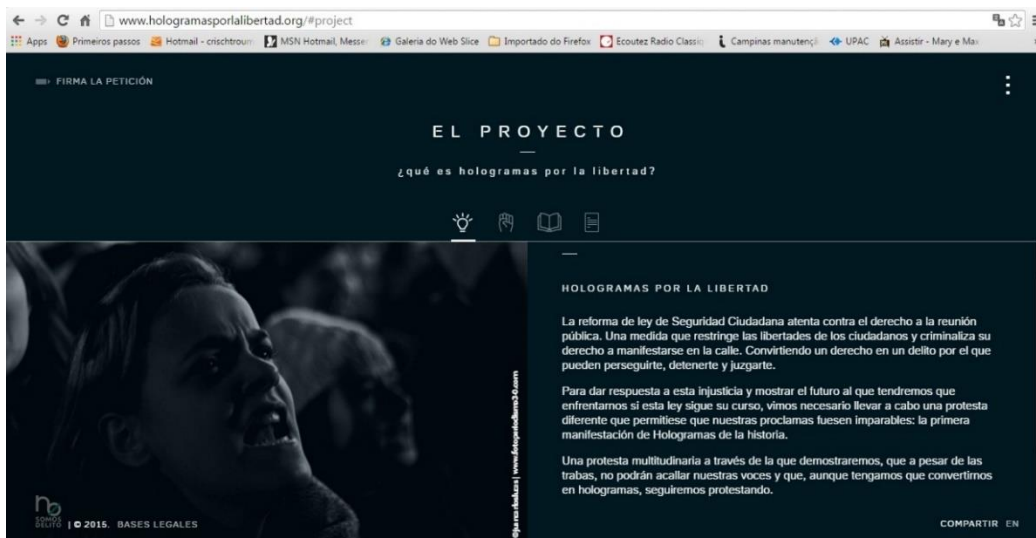 www.hologramasporlalibertad.org/#project
Apps Primeiros passos Hotmail - crischtroum MSN Hotmail, Messe Galeria do Web Slice Importado do Firefox Ecoutez Radio Classi Campinas manutenç UPAC Assistir - Mary e Ma
FIRMA LA PETICIÓN
EL PROYECTO
¿qué es hologramas por la libertad?
HOLOGRAMAS POR LA LIBERTAD
La reforma de ley de Seguridad Ciudadana atenta contra el derecho a la reunión
pública. Una medida que restringe las libertades de los ciudadanos y criminaliza su
derecho a manifestarse en la calle. Convirtiendo un derecho en un delito por el que
pueden perseguirte, detenerte y juzgarte.
Para dar respuesta a esta injusticia y mostrar el futuro al que tendremos que
enfrentarnos si esta ley sigue su curso, vimos necesario llevar a cabo una protesta
diferente que permitiese que nuestras proclamas fuesen imparables: la primera
manifestación de Hologramas de la historia.
Una protesta multitudinaria a través de la que demostraremos, que a pesar de las
trabas, no podrán acallar nuestras voces y que, aunque tengamos que convertirnos
en hologramas, seguiremos protestando.
www.fotoperiodismo30.com
no
SOMOS
DELITO | © 2015. BASES LEGALES
COMPARTIR EN